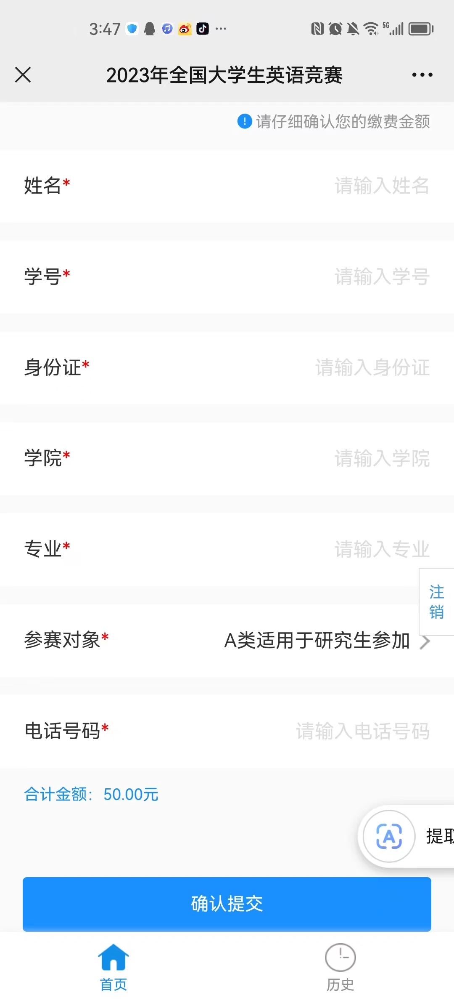 3:47
5G
2023年全国大学生英语竞赛
请仔细确认您的缴费金额
姓名* 请输入姓名
学号* 请输入学号
身份证* 请输入身份证
学院* 请输入学院
专业* 请输入专业
注
销
参赛对象* A类适用于研究生参加
电话号码* 请输入电话号码
合计金额：50.00元
A 提取
确认提交
首页 历史